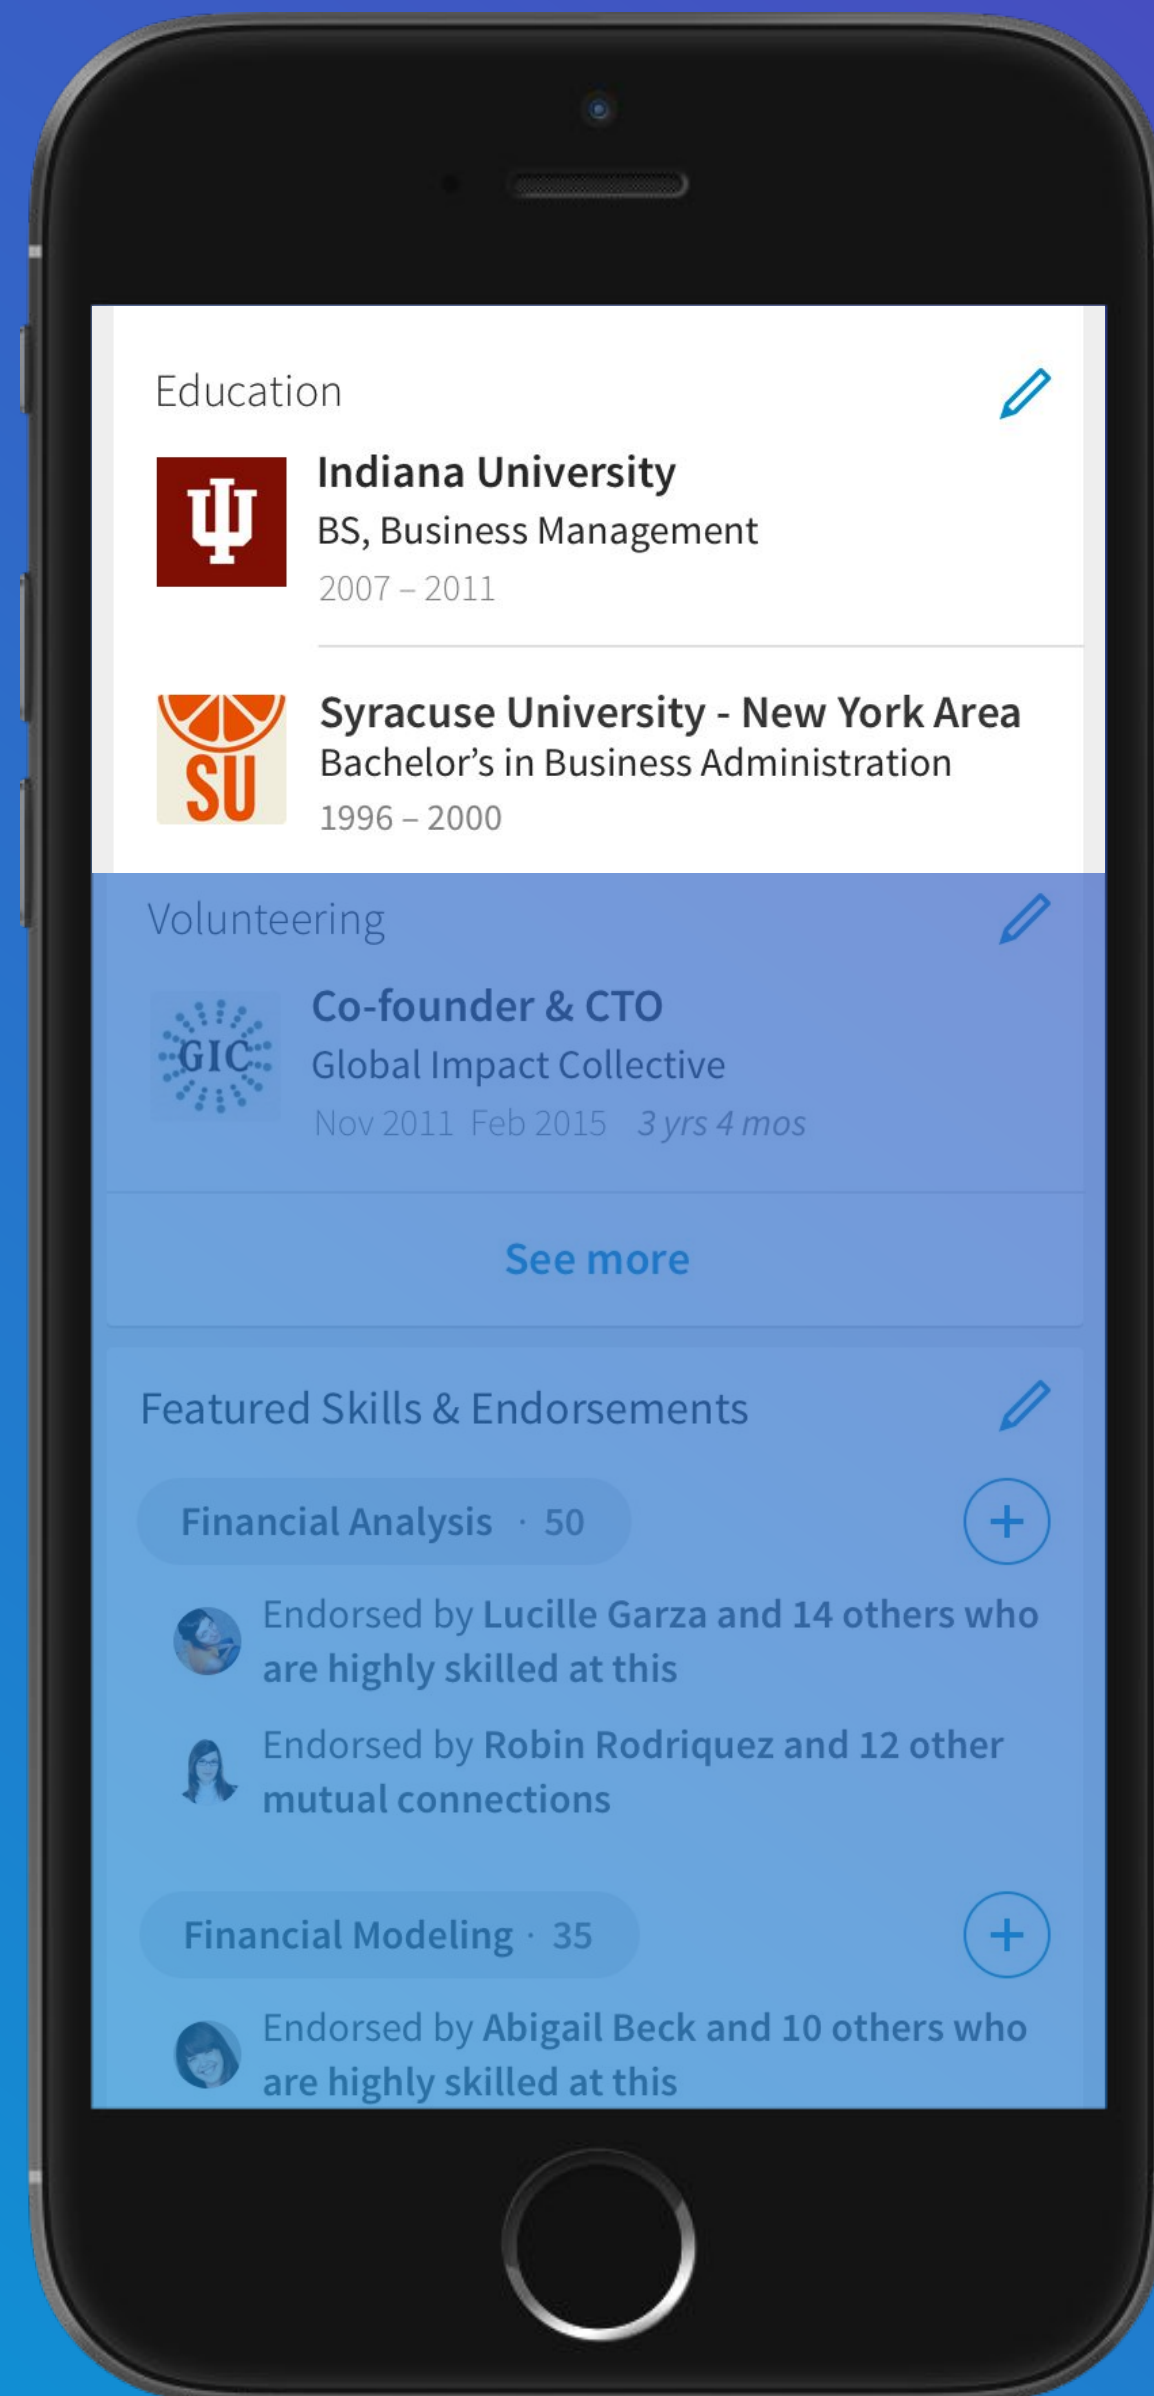 Education
Indiana University
BS, Business Management
2007 – 2011
SU
Syracuse University - New York Area
Bachelor’s in Business Administration
1996 – 2000
Volunteering
GIC
Co-founder & CTO
Global Impact Collective
Nov 2011 Feb 2015 3 yrs 4 mos
See more
Featured Skills & Endorsements
Financial Analysis · 50
Endorsed by Lucille Garza and 14 others who
are highly skilled at this
Endorsed by Robin Rodriquez and 12 other
mutual connections
Financial Modeling · 35
Endorsed by Abigail Beck and 10 others who
are highly skilled at this